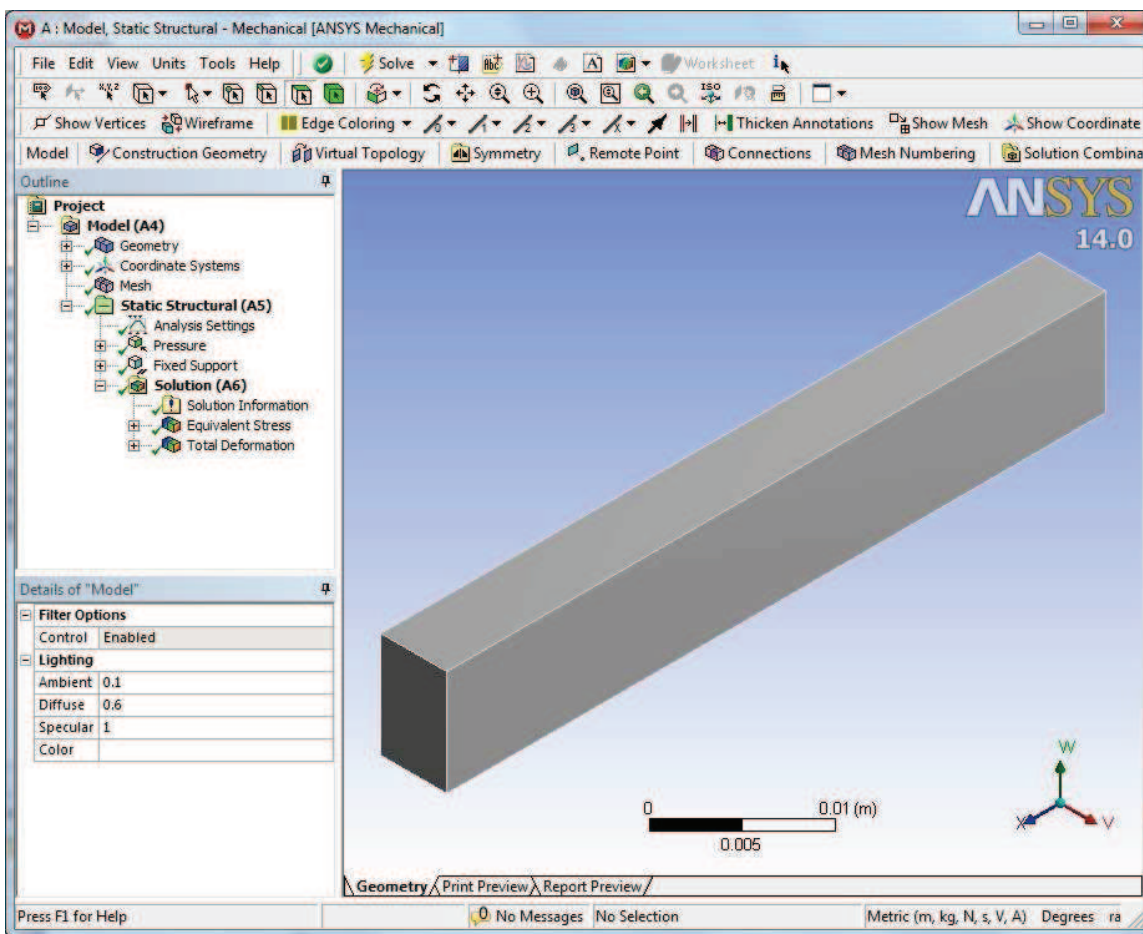 A : Model, Static Structural - Mechanical [ANSYS Mechanical]
File Edit View Units Tools Help Solve A Worksheet
x,y,z ISO
Show Vertices Wireframe Edge Coloring Thicken Annotations Show Mesh Show Coordinate
Model Construction Geometry Virtual Topology Symmetry Remote Point Connections Mesh Numbering Solution Combina
Outline
Project
Model (A4)
Geometry
Coordinate Systems
Mesh
Static Structural (A5)
Analysis Settings
Pressure
Fixed Support
Solution (A6)
Solution Information
Equivalent Stress
Total Deformation
ANSYS
14.0
Details of "Model"
Filter Options
Control Enabled
Lighting
Ambient 0.1
Diffuse 0.6
Specular 1
Color
0 0.01 (m)
0.005
W
X V
Geometry Print Preview Report Preview
Press F1 for Help 0 No Messages No Selection Metric (m, kg, N, s, V, A) Degrees ra